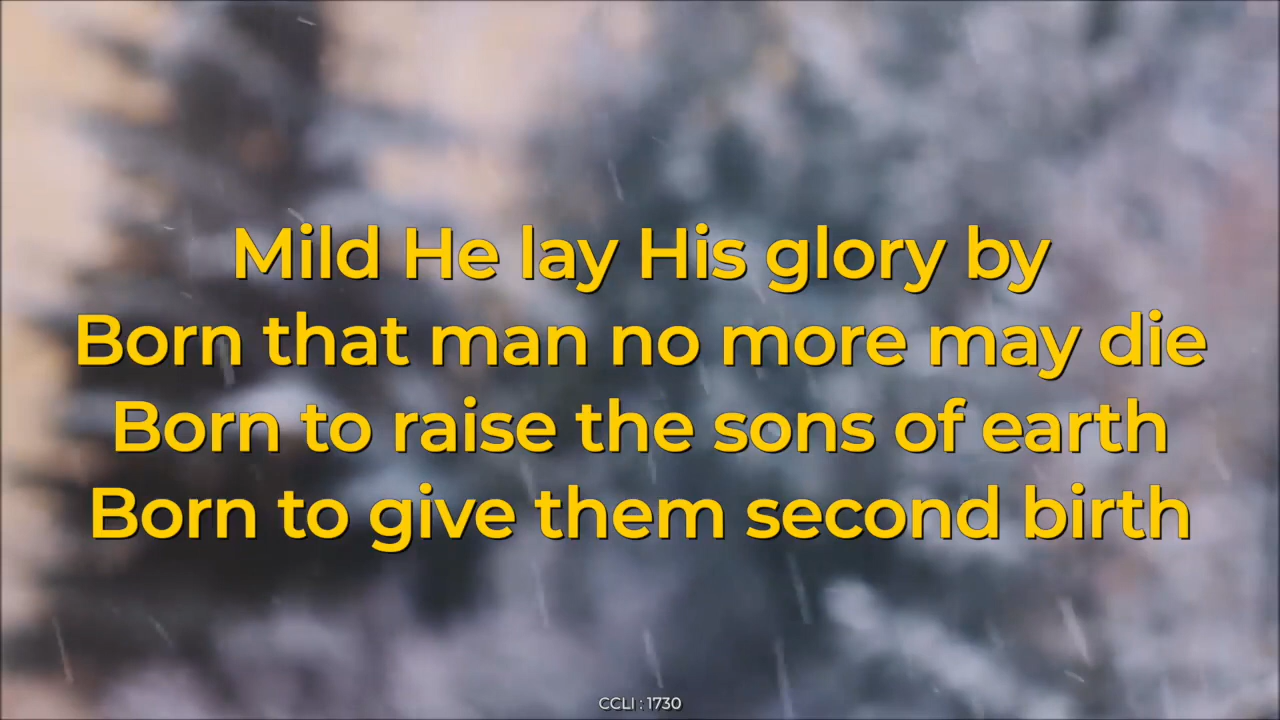 Mild He lay His glory by
Born that man no more may die
Born to raise the sons of earth
Born to give them second birth
CCLI : 1730